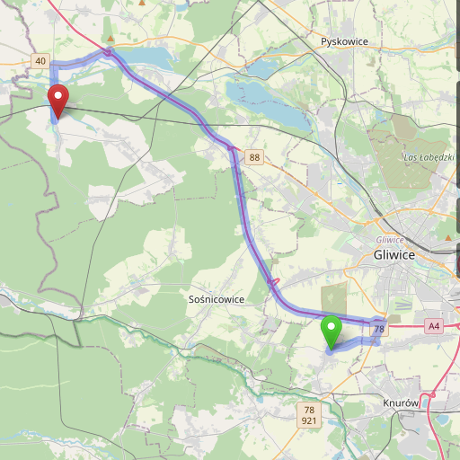 Pyskowice
40
88
Las Łabędzki
Gliwice
Gliwice
Sośnicowice
78
A4
78
921
Knurów